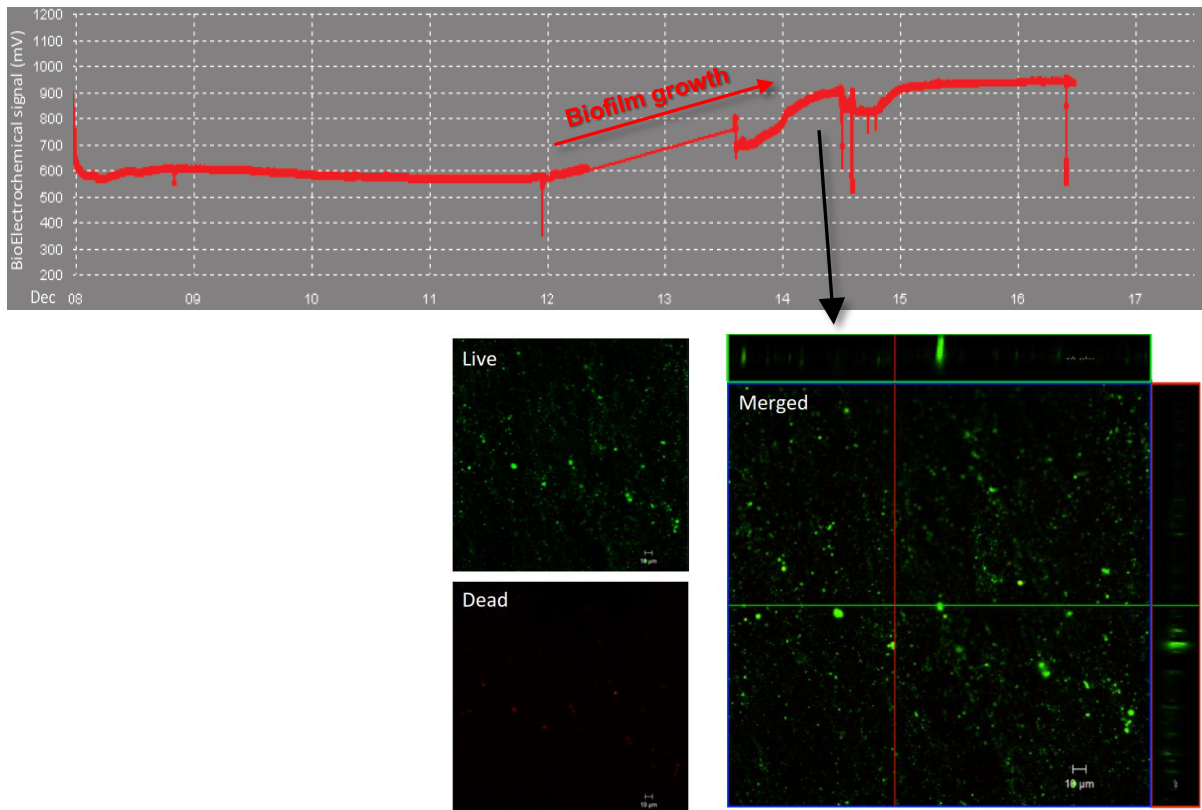 1200
1100
1000
900
800
700
600
500
400
300
200
BioElectrochemical signal (mV)
Biofilm growth
Dec 08 09 10 11 12 13 14 15 16 17
Live
10 µm
Dead
10 µm
Merged
10 µm